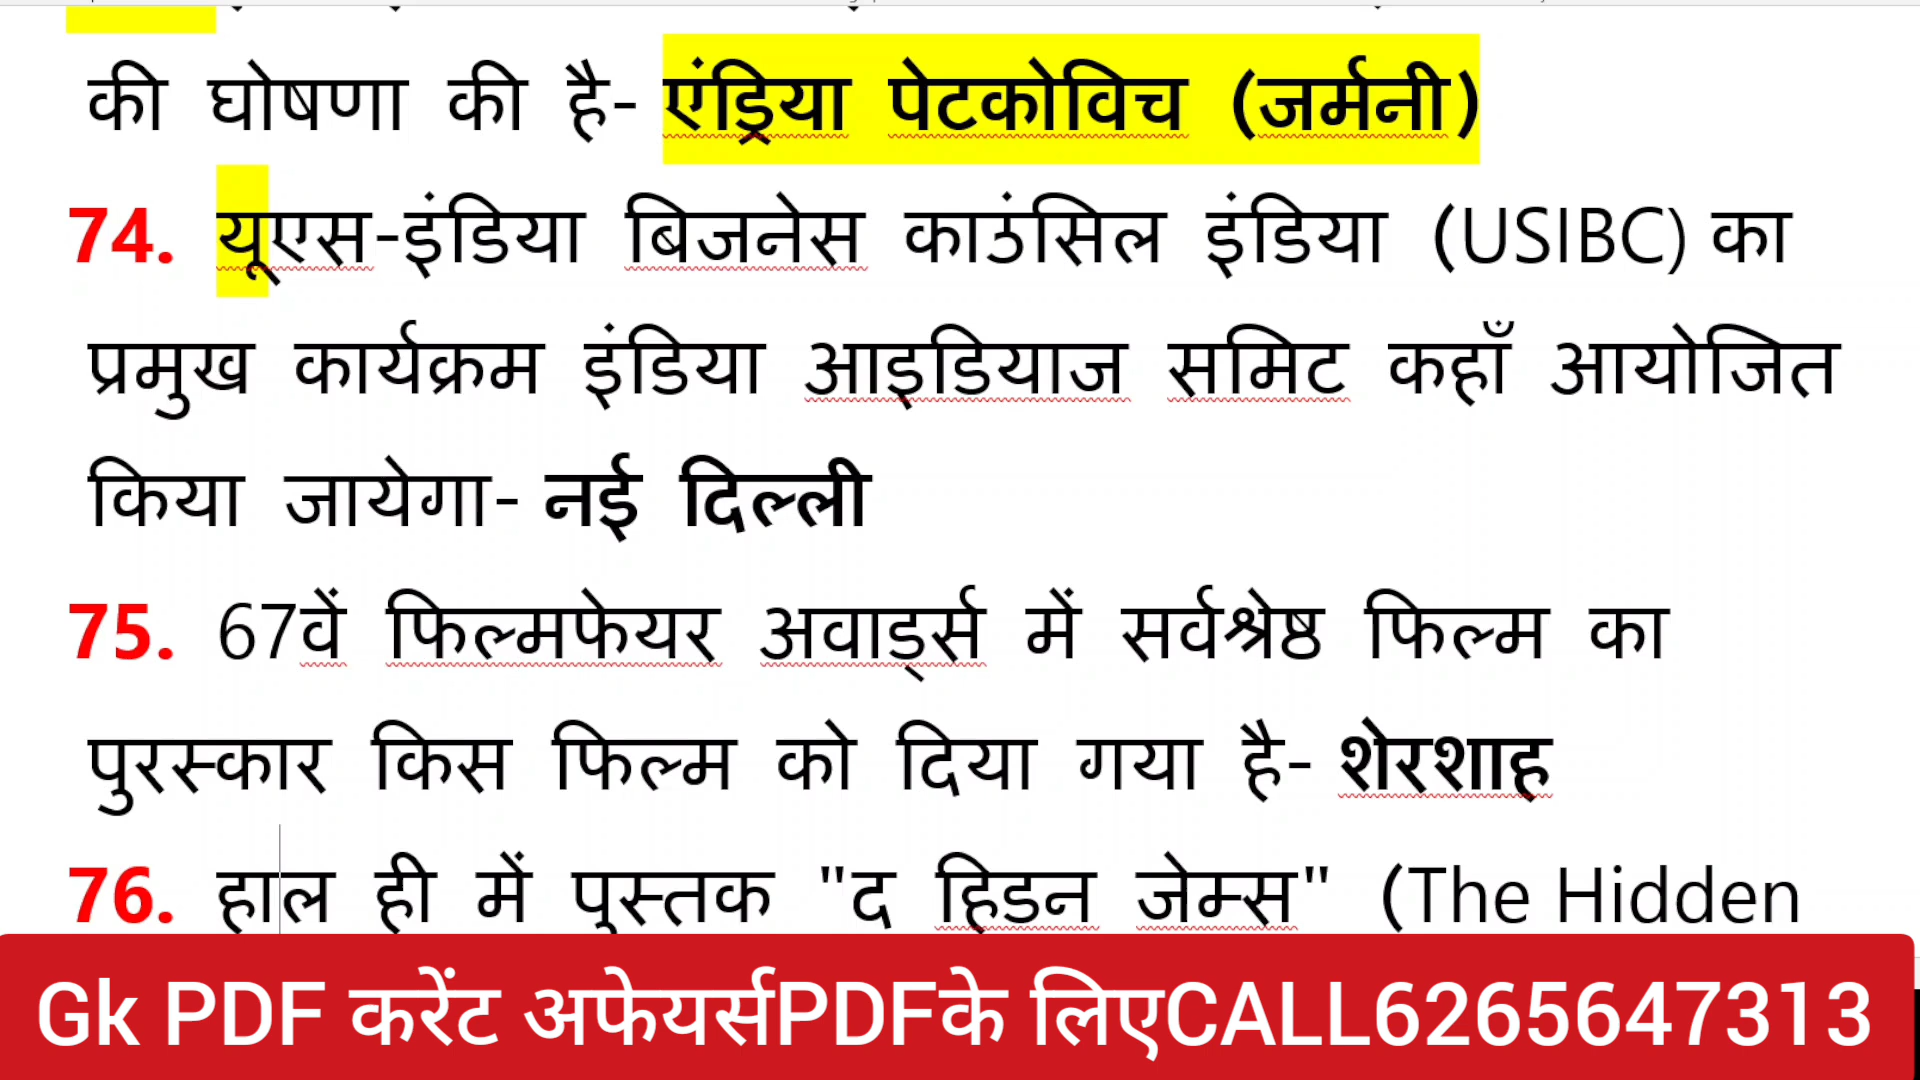 की घोषणा की है- एंड्रिया पेटकोविच (जर्मनी)
74. यूएस-इंडिया बिजनेस काउंसिल इंडिया (USIBC) का
प्रमुख कार्यक्रम इंडिया आइडियाज समिट कहाँ आयोजित
किया जायेगा- नई दिल्ली
75. 67वें फिल्मफेयर अवाड्र्स में सर्वश्रेष्ठ फिल्म का
पुरस्कार किस फिल्म को दिया गया है- शेरशाह
76. हाल ही में पुस्तक "द हिडन जेम्स" (The Hidden
Gk PDF करेंट अफेयर्सPDFके लिएCALL6265647313